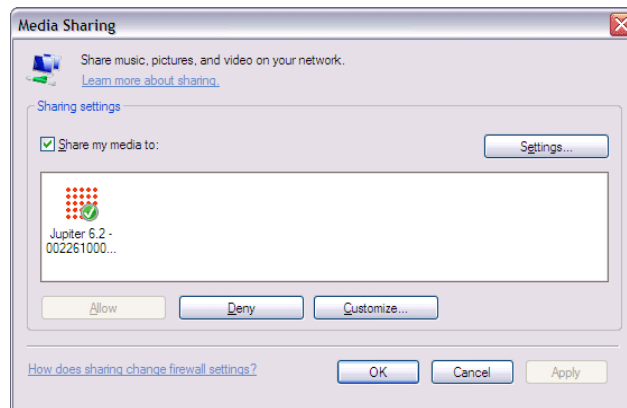 Media Sharing
Share music, pictures, and video on your network.
Learn more about sharing.
Sharing settings
Share my media to:
Settings...
Jupiter 6.2 -
002261000...
Allow
Deny
Customize...
How does sharing change firewall settings?
OK
Cancel
Apply